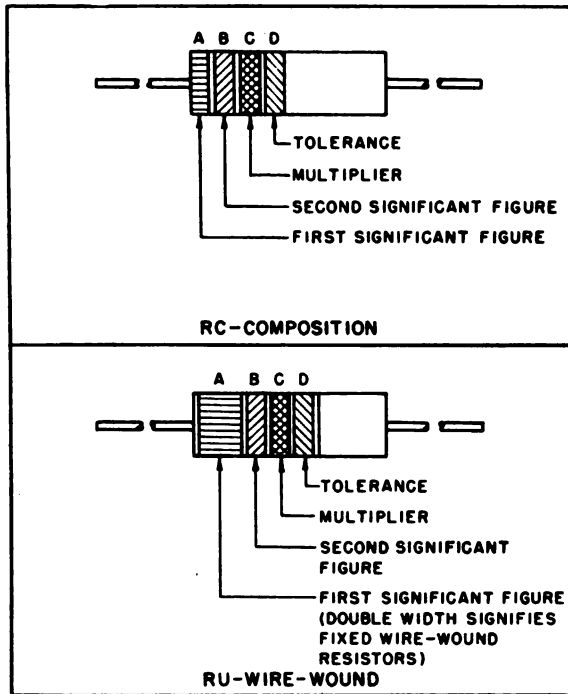 A B C D
TOLERANCE
MULTIPLIER
SECOND SIGNIFICANT FIGURE
FIRST SIGNIFICANT FIGURE
RC-COMPOSITION
A B C D
TOLERANCE
MULTIPLIER
SECOND SIGNIFICANT
FIGURE
FIRST SIGNIFICANT FIGURE
(DOUBLE WIDTH SIGNIFIES
FIXED WIRE-WOUND
RESISTORS)
RU-WIRE-WOUND